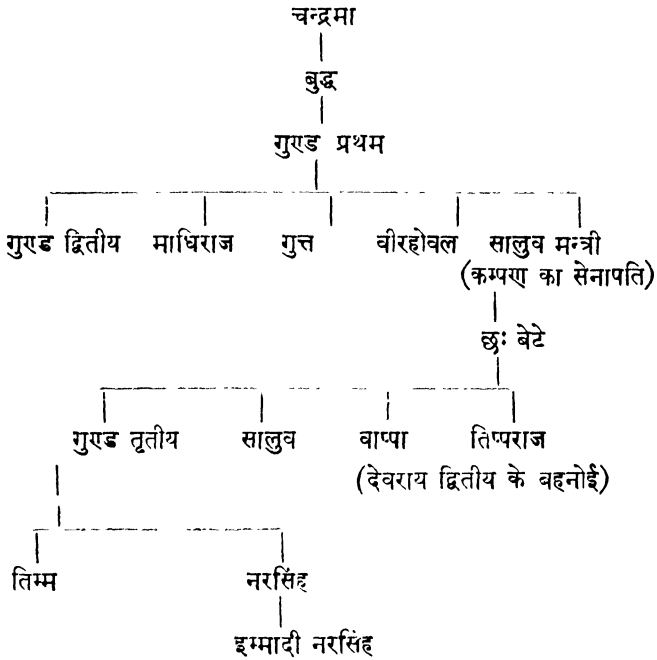 चन्द्रमा
बुद्ध
गुण्ड प्रथम
गुण्ड द्वितीय माधिराज गुत्त वीरहोवल सालुव मन्त्री
(कम्पण का सेनापति)
छः बेटे
गुण्ड तृतीय सालुव वाप्पा तिप्पराज
(देवराय द्वितीय के बहनोई)
तिम्म नरसिंह
इम्मादी नरसिंह